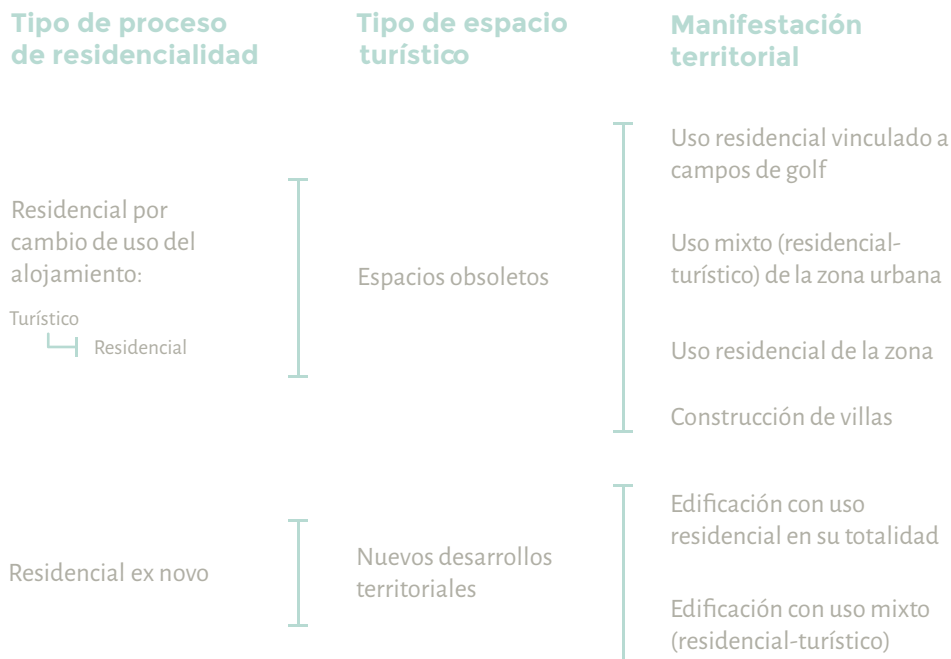 Tipo de proceso
de residencialidad
Tipo de espacio
turístico
Manifestación
territorial
Residencial por
cambio de uso del
alojamiento:
Turístico
Residencial
Espacios obsoletos
Uso residencial vinculado a
campos de golf
Uso mixto (residencial-
turístico) de la zona urbana
Uso residencial de la zona
Construcción de villas
Residencial ex novo
Nuevos desarrollos
territoriales
Edificación con uso
residencial en su totalidad
Edificación con uso mixto
(residencial-turístico)